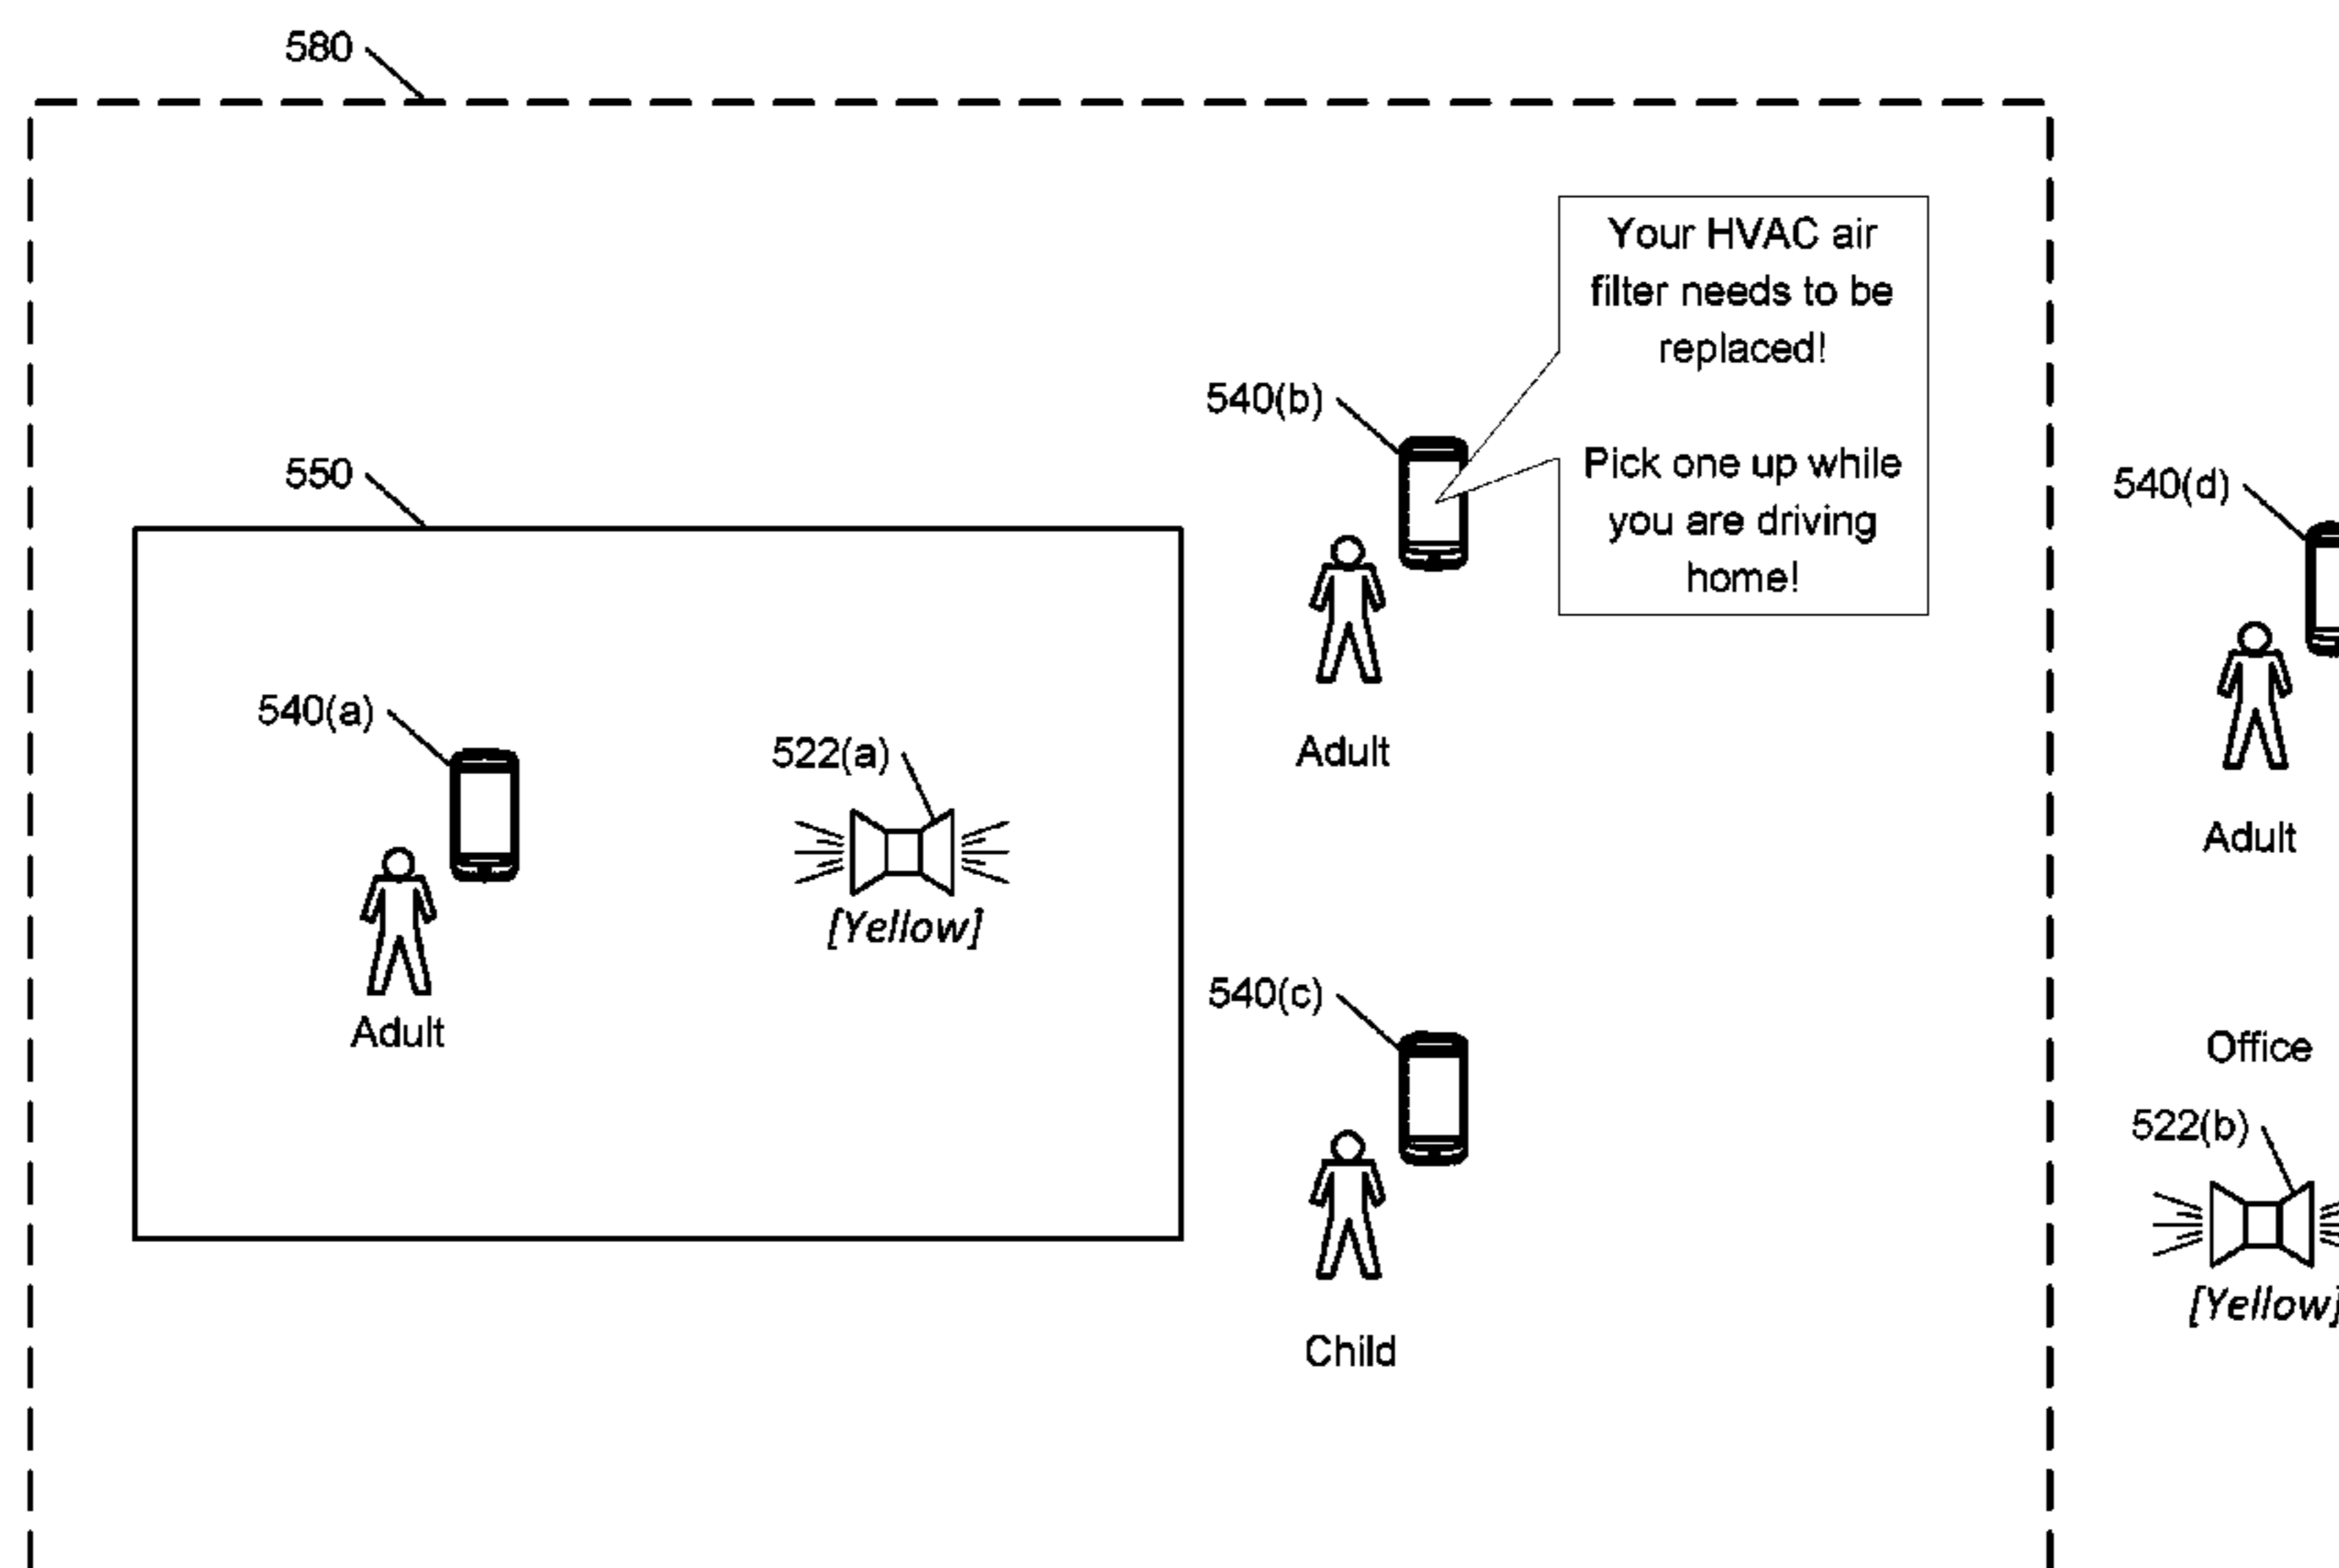 580
Your HVAC air
filter needs to be
replaced!
Pick one up while
you are driving
home!
540(b)
550
540(d)
540(a)
522(a)
Adult
Adult
[Yellow]
540(c)
Adult
Office
522(b)
[Yellow]
Child